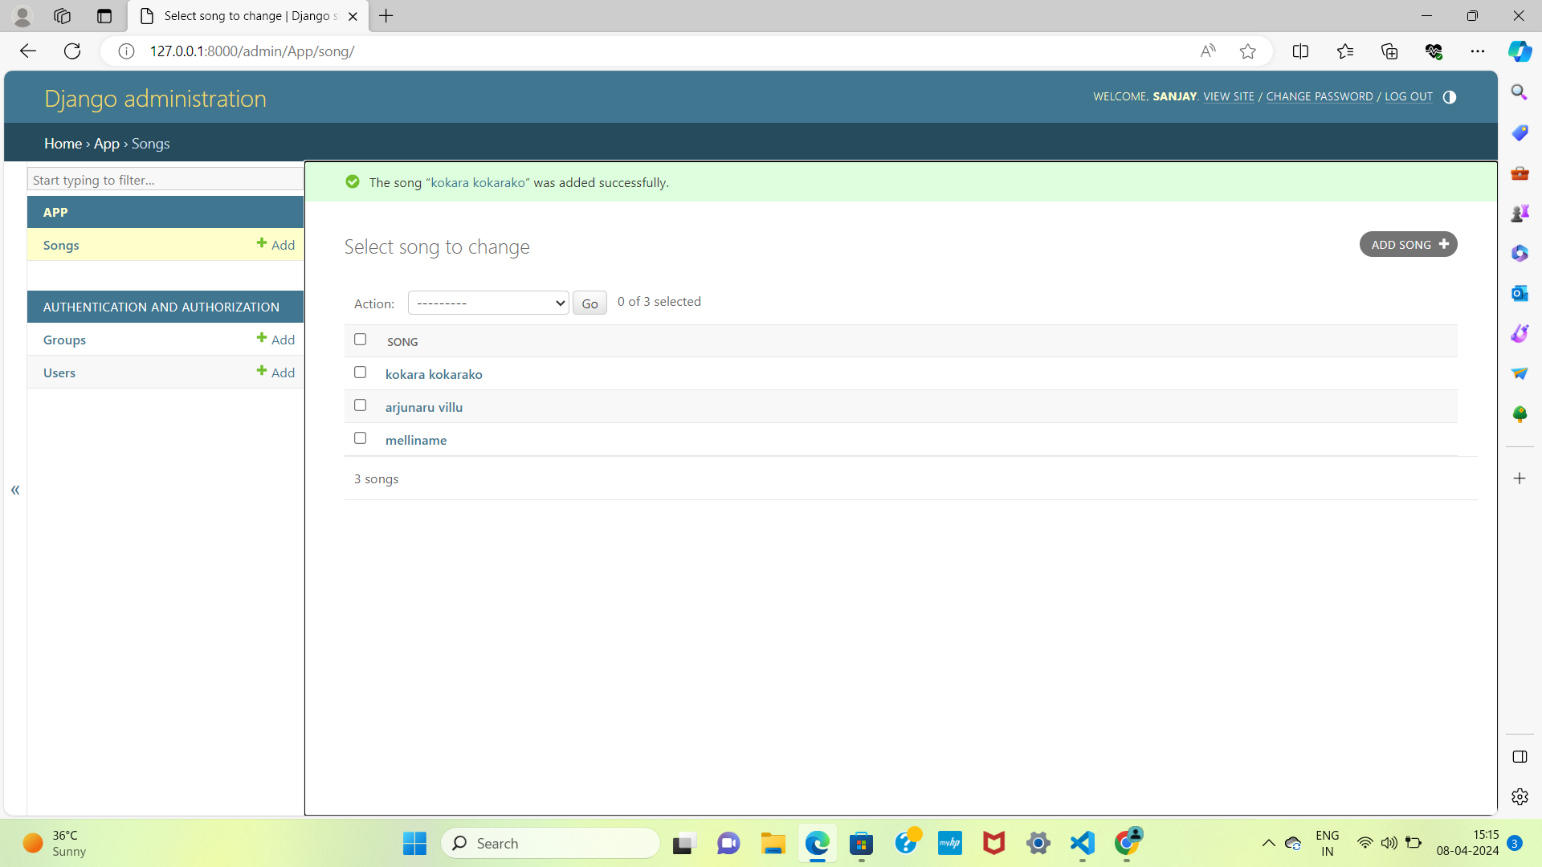 Select song to change | Django s
127.0.0.1:8000/admin/App/song/
Django administration
WELCOME, SANJAY. VIEW SITE / CHANGE PASSWORD / LOG OUT
Home › App › Songs
Start typing to filter...
APP
Songs
+ Add
AUTHENTICATION AND AUTHORIZATION
Groups
+ Add
Users
+ Add
«
The song “kokara kokarako” was added successfully.
Select song to change
ADD SONG +
Action:
---------
Go
0 of 3 selected
SONG
kokara kokarako
arjunaru villu
melliname
3 songs
36°C
Sunny
Search
myhp
ENG
IN
15:15
08-04-2024
3